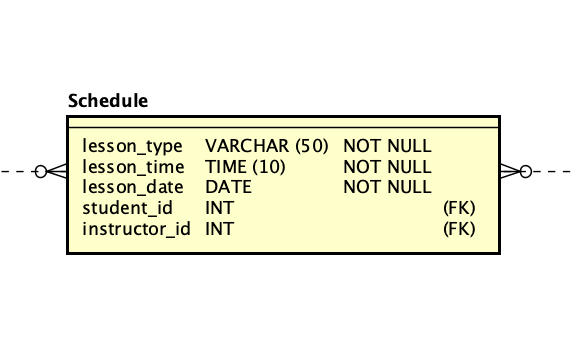 Schedule
lesson_type VARCHAR (50) NOT NULL
lesson_time TIME (10) NOT NULL
lesson_date DATE NOT NULL
student_id INT (FK)
instructor_id INT (FK)